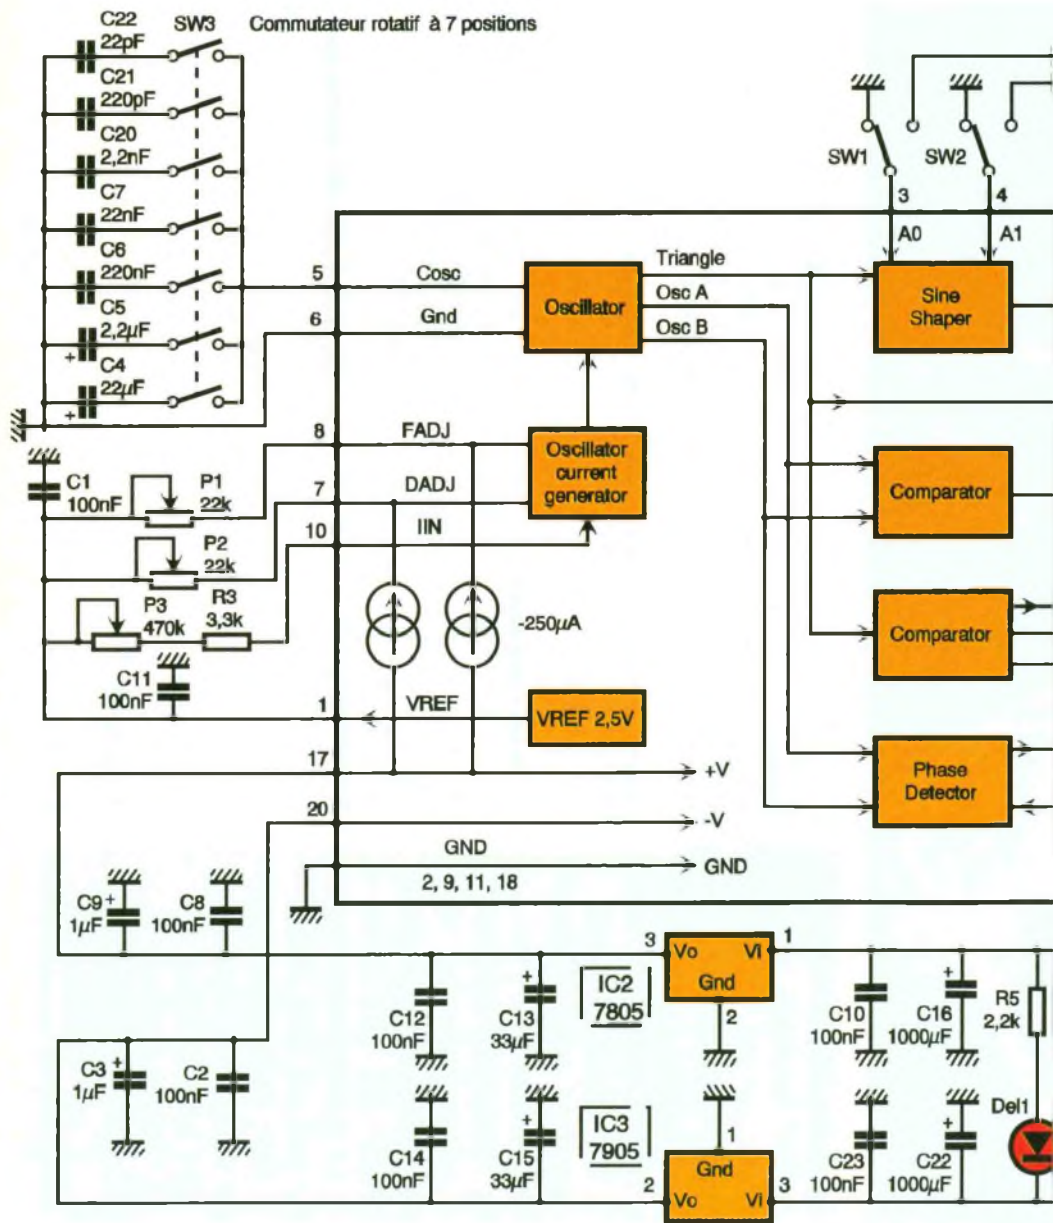 C22
22pF
SW3
Commutateur rotatif à 7 positions
C21
220pF
C20
2,2nF
C7
22nF
C6
220nF
C5
2,2µF
+
C4
22µF
+
SW1
SW2
3
4
A0
A1
5
Cosc
6
Gnd
Oscillator
Triangle
Osc A
Osc B
Sine
Shaper
8
FADJ
7
DADJ
10
IIN
Oscillator
current
generator
Comparator
C1
100nF
P1
22k
P2
22k
P3
470k
R3
3,3k
C11
100nF
-250µA
Comparator
1
VREF
VREF 2,5V
17
+V
20
-V
GND
GND
2, 9, 11, 18
Phase
Detector
C9
+
1µF
C8
100nF
3
Vo
Vi
1
Gnd
2
IC2
7805
C12
100nF
+
C13
33µF
C10
100nF
+
C16
1000µF
R5
2,2k
C3
+
1µF
C2
100nF
C14
100nF
+
C15
33µF
IC3
7905
1
Gnd
2
Vo
Vi
3
C23
100nF
+
C22
1000µF
Del1